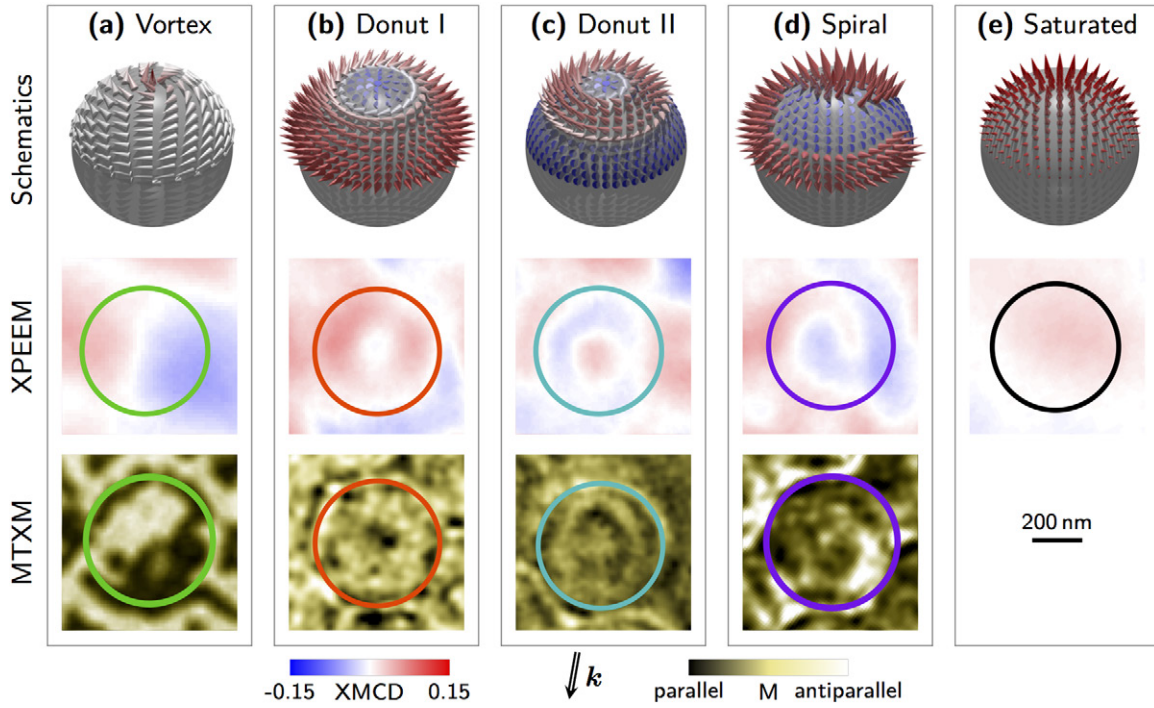 (a) Vortex
(b) Donut I
(c) Donut II
(d) Spiral
(e) Saturated
Schematics
XPEEM
MTXM
200 nm
-0.15 XMCD 0.15
k
parallel M antiparallel